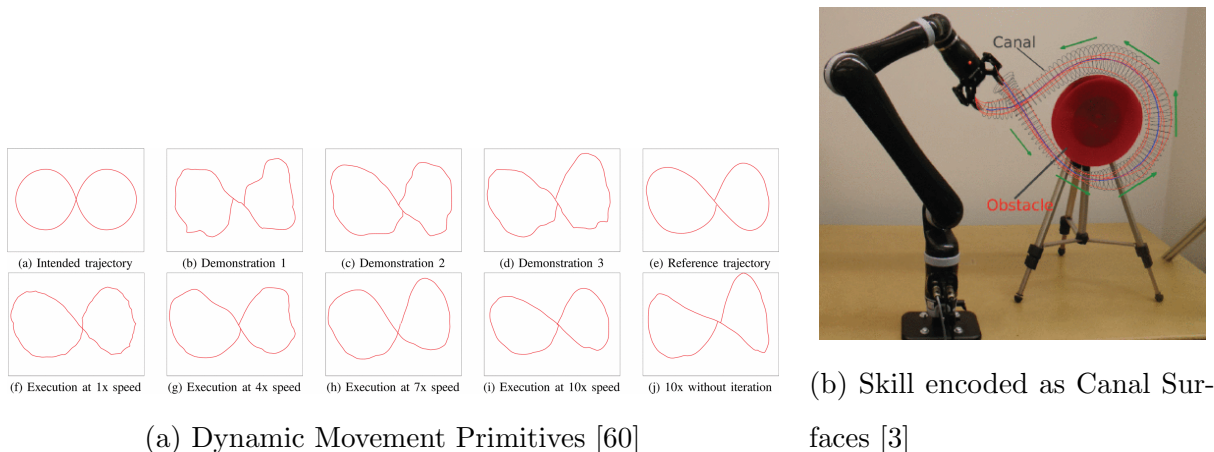 (a) Intended trajectory
(b) Demonstration 1
(c) Demonstration 2
(d) Demonstration 3
(e) Reference trajectory
(f) Execution at 1x speed
(g) Execution at 4x speed
(h) Execution at 7x speed
(i) Execution at 10x speed
(j) 10x without iteration
(a) Dynamic Movement Primitives [60]
Canal
Obstacle
(b) Skill encoded as Canal Sur-
faces [3]